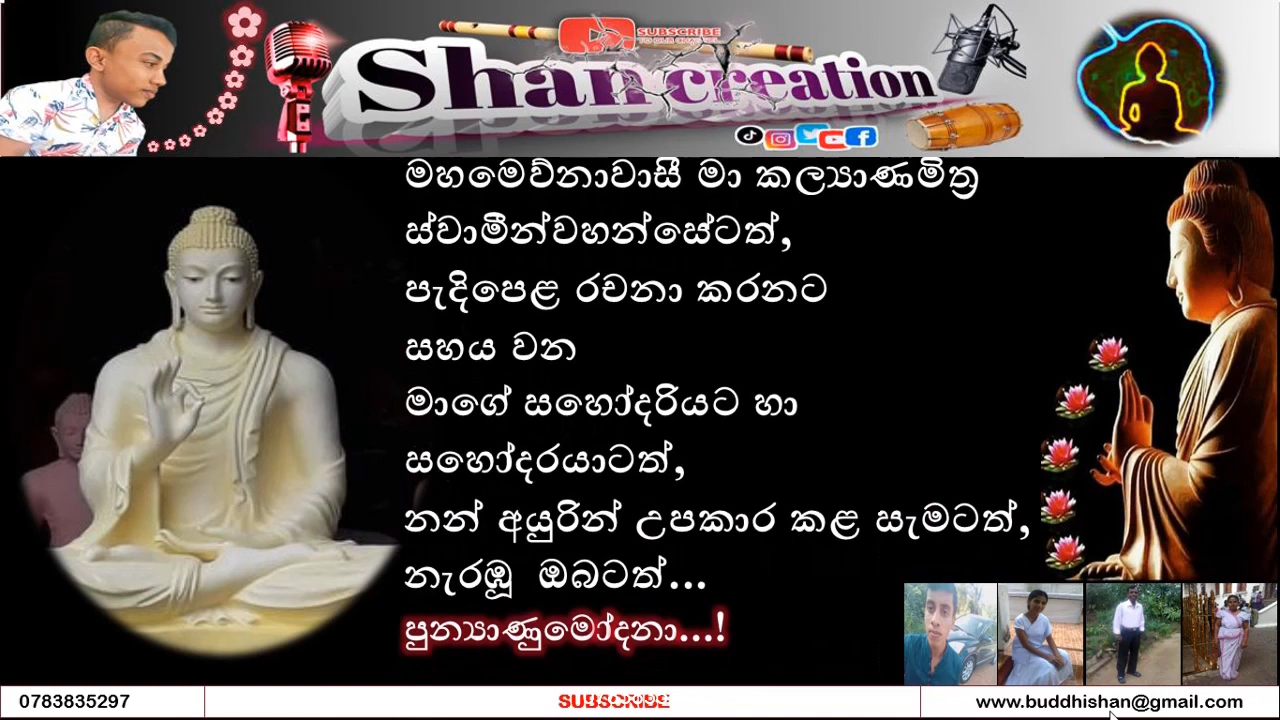 SUBSCRIBE
Shan creation
මහමෙව්නාවාසී මා කල්‍යාණමිත්‍ර
ස්වාමීන්වහන්සේටත්,
පැදිපෙළ රචනා කරනට
සහය වන
මාගේ සහෝදරියට හා
සහෝදරයාටත්,
නන් අයුරින් උපකාර කළ සැමටත්,
නැරඹූ ඔබටත්...
පුන්‍යාණුමෝදනා...!
0783835297
SUBSCRIBE
www.buddhishan@gmail.com